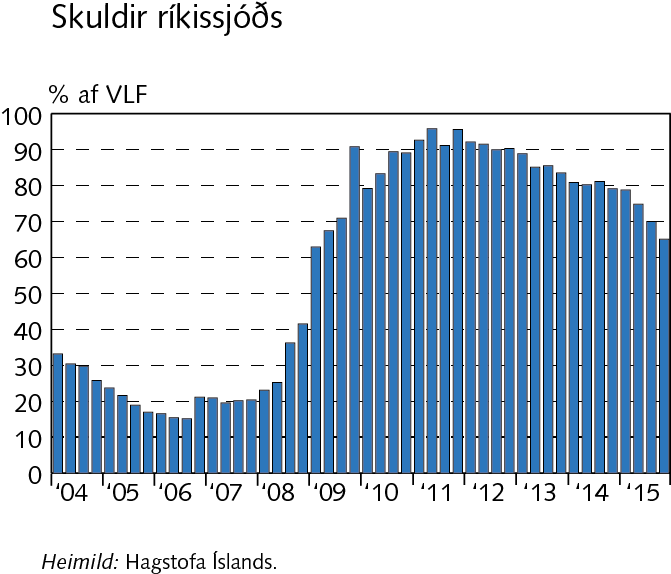 Skuldir ríkissjóðs
% af VLF
100
90
80
70
60
50
40
30
20
10
0
‘04 ‘05 ‘06 ‘07 ‘08 ‘09 ‘10 ‘11 ‘12 ‘13 ‘14 ‘15
Heimild: Hagstofa Íslands.